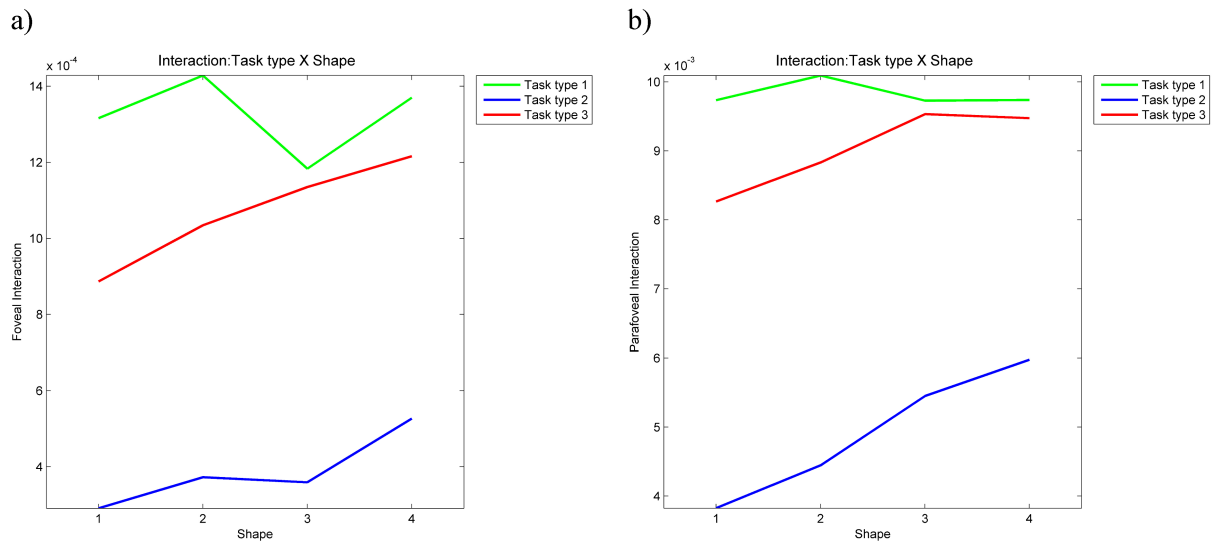 a)
Interaction:Task type X Shape
x 10⁻⁴
14
12
10
8
6
4
1 2 3 4
Shape
Foveal Interaction
Task type 1
Task type 2
Task type 3
b)
Interaction:Task type X Shape
x 10⁻³
10
9
8
7
6
5
4
1 2 3 4
Shape
Parafoveal Interaction
Task type 1
Task type 2
Task type 3